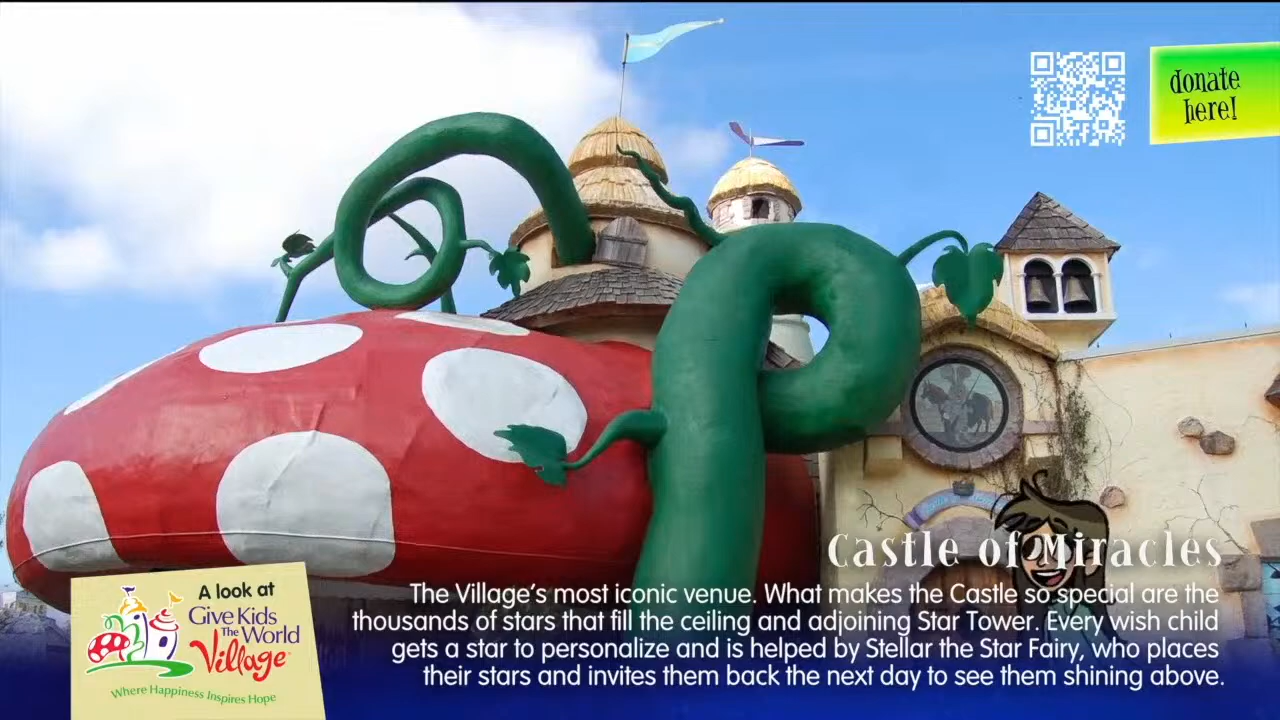 donate
here!
Castle of Miracles
The Village's most iconic venue. What makes the Castle so special are the
thousands of stars that fill the ceiling and adjoining Star Tower. Every wish child
gets a star to personalize and is helped by Stellar the Star Fairy, who places
their stars and invites them back the next day to see them shining above.
A look at
Give Kids
The World
Village
Where Happiness Inspires Hope